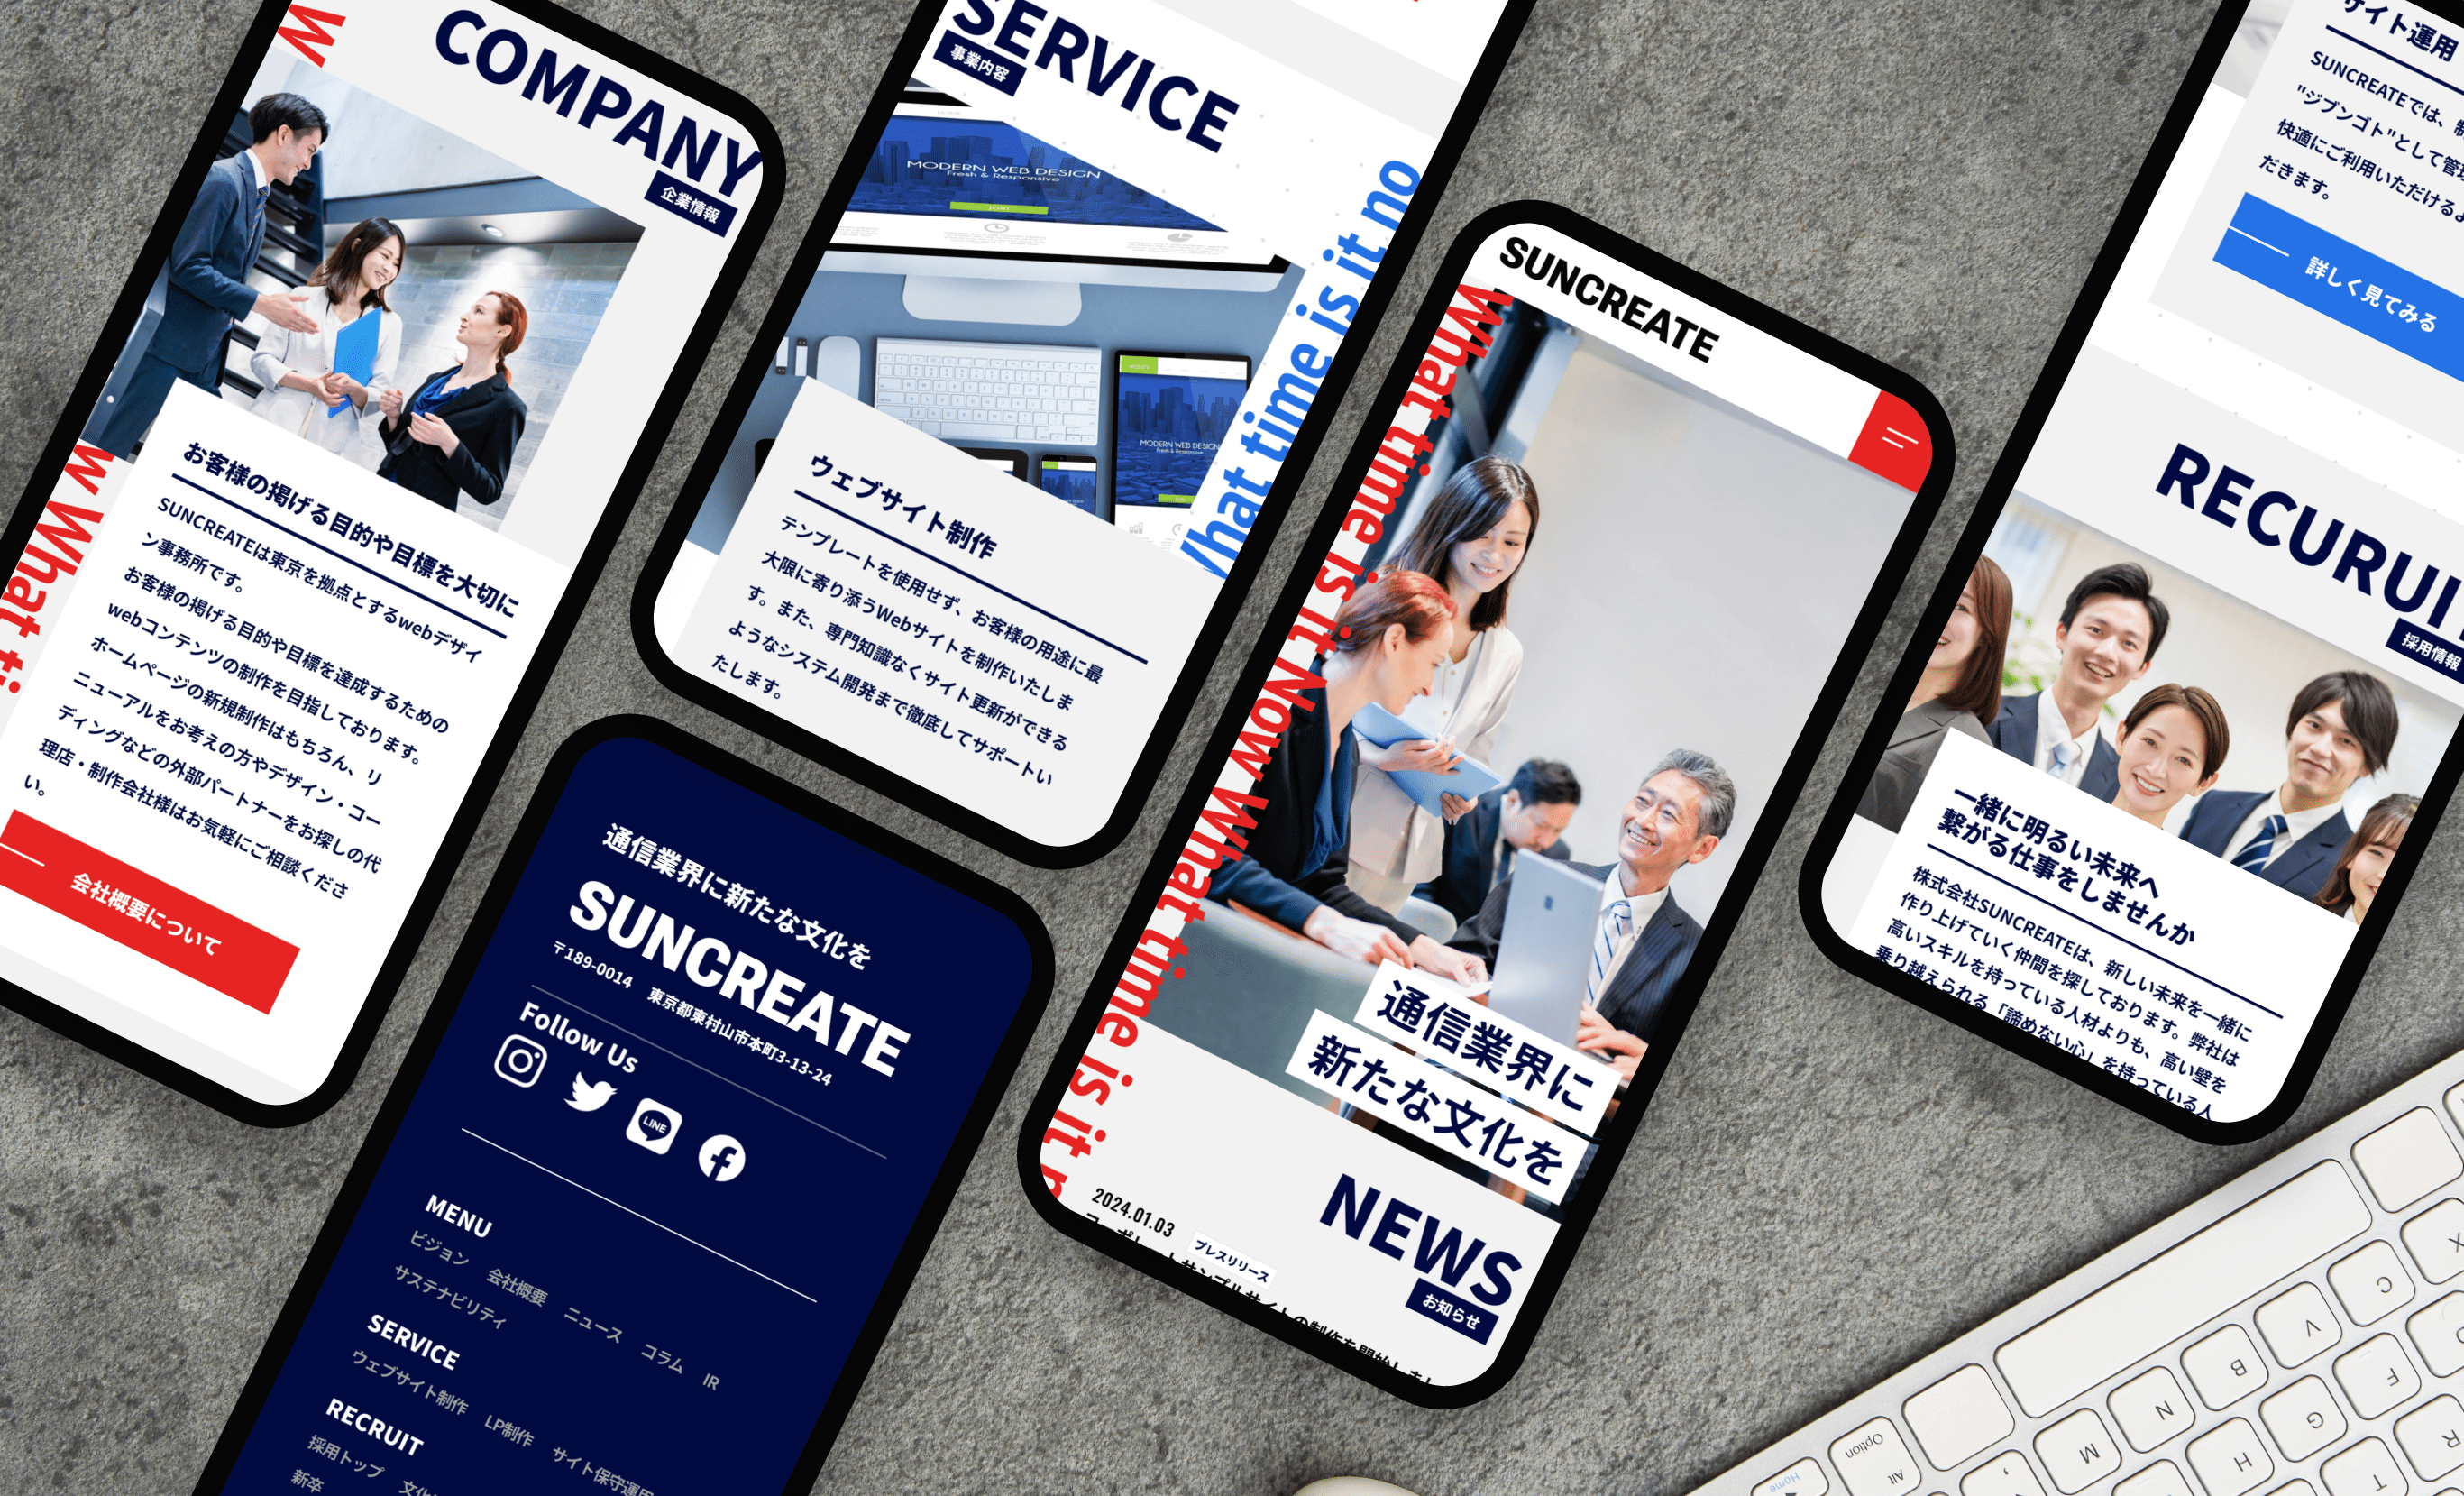 W
COMPANY
企業情報
お客様の掲げる目的や目標を大切に
SUNCREATEは東京を拠点とするwebデザイ
ン事務所です。
お客様の掲げる目的や目標を達成するための
webコンテンツの制作を目指しております。
ホームページの新規制作はもちろん、リ
ニューアルをお考えの方やデザイン・コー
ディングなどの外部パートナーをお探しの代
理店・制作会社様はお気軽にご相談くださ
い。
会社概要について
w What ti
SERVICE
事業内容
MODERN WEB DESIGN
Fresh & Responsive
MODERN WEB DESIGN
Fresh & Responsive
What time is it no
ウェブサイト制作
テンプレートを使用せず、お客様の用途に最
大限に寄り添うWebサイトを制作いたしま
す。また、専門知識なくサイト更新ができる
ようなシステム開発まで徹底してサポートい
たします。
通信業界に新たな文化を
SUNCREATE
〒189-0014 東京都東村山市本町3-13-24
Follow Us
LINE
MENU
ビジョン 会社概要 ニュース コラム IR
サステナビリティ
SERVICE
ウェブサイト制作 LP制作 サイト保守運用
RECRUIT
採用トップ 文化
新卒
SUNCREATE
What time is it Now What time is it n
通信業界に
新たな文化を
NEWS
お知らせ
2024.01.03
プレスリリース
コーポレートサンプルサイトの制作を開始しまし
サイト運用
SUNCREATEでは、制
"ジブンゴト"として管理
快適にご利用いただけるよ
だきます。
詳しく見てみる
RECURUI
採用情報
一緒に明るい未来へ
繋がる仕事をしませんか
株式会社SUNCREATEは、新しい未来を一緒に
作り上げていく仲間を探しております。弊社は
高いスキルを持っている人材よりも、高い壁を
乗り越えられる「諦めない心」を持っている人
Home
Option
Alt
X
C
V
B
N
M
F
G
H
R
T